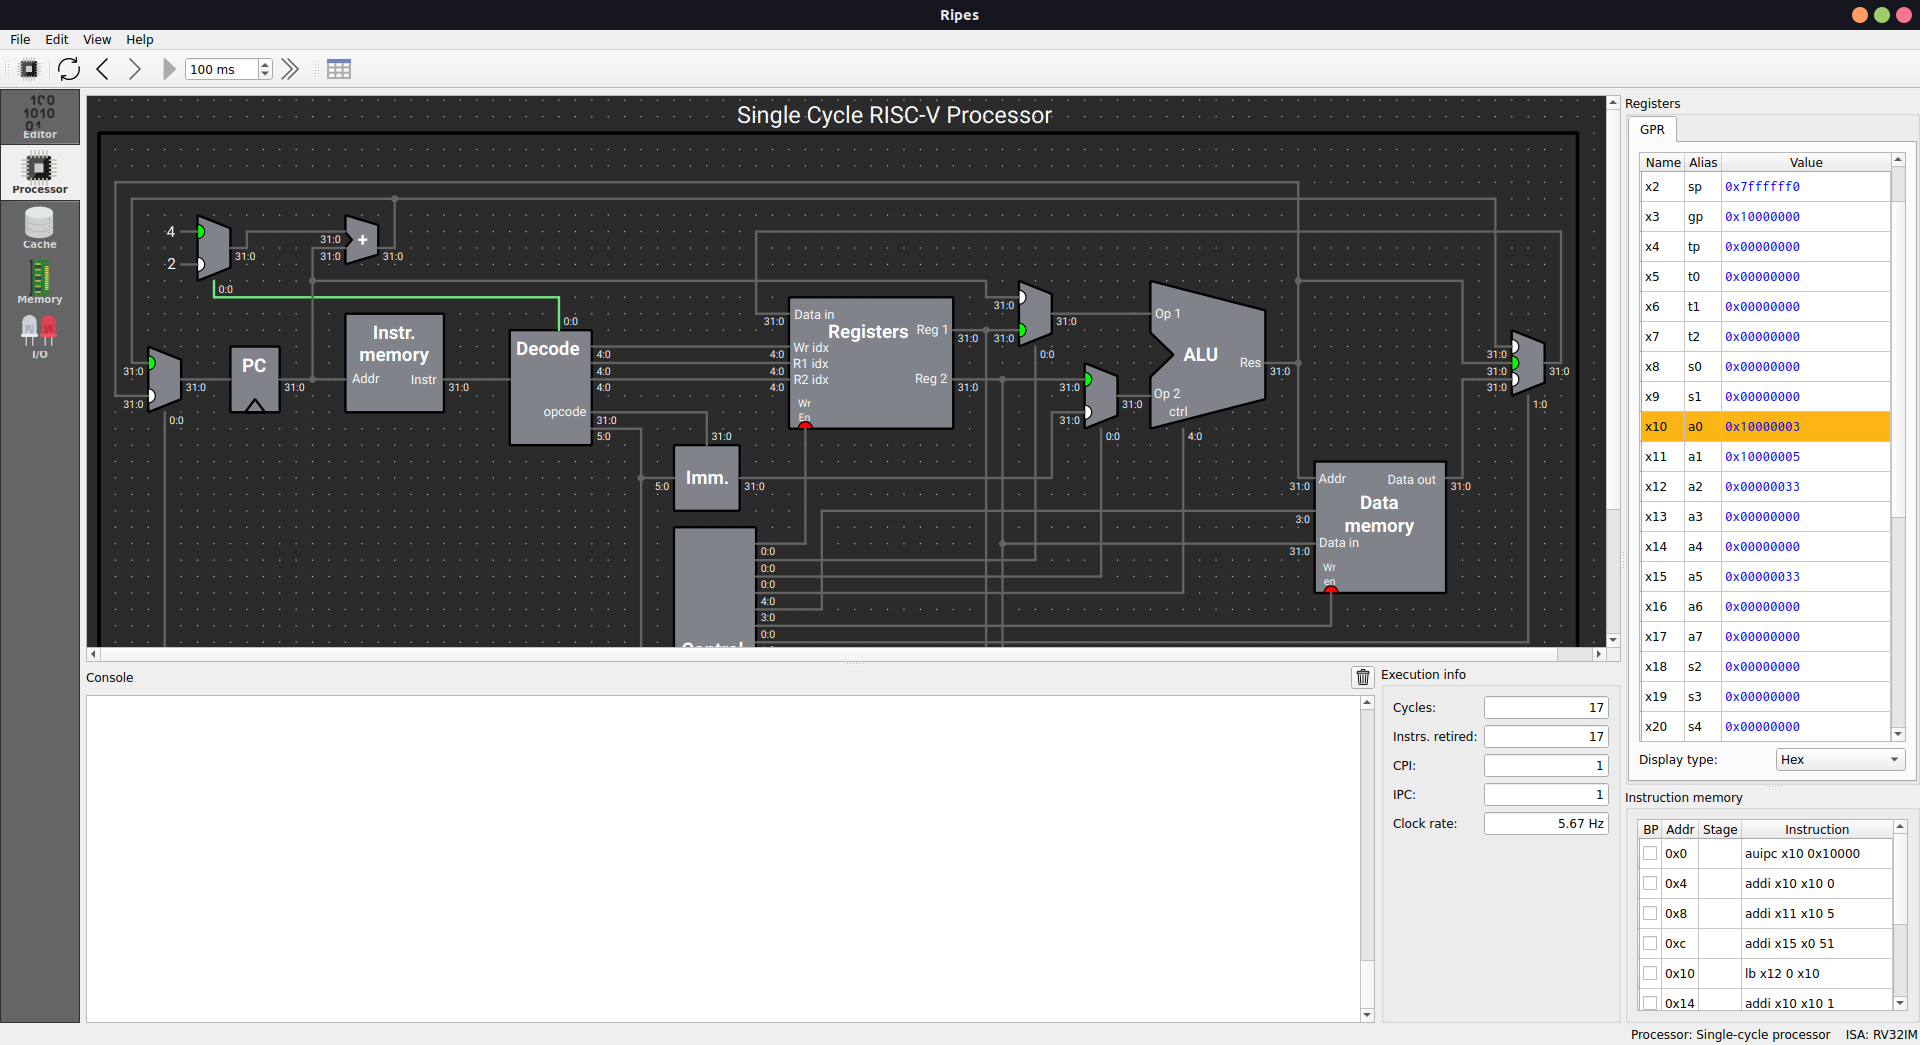 Ripes
File Edit View Help
100 ms
Editor
Processor
Cache
Memory
I/O
Single Cycle RISC-V Processor
4
2
31:0
0:0
31:0
31:0
+
31:0
31:0
31:0
0:0
31:0
PC
31:0
Instr.
memory
Addr
Instr
31:0
0:0
Decode
4:0
4:0
4:0
opcode
31:0
5:0
31:0
4:0
4:0
4:0
Data in
Registers
Reg 1
Wr idx
R1 idx
R2 idx
Reg 2
Wr
En
31:0
31:0
31:0
31:0
31:0
0:0
31:0
31:0
31:0
0:0
Op 1
ALU
Res
Op 2
ctrl
31:0
4:0
31:0
31:0
31:0
31:0
1:0
31:0
5:0
Imm.
31:0
31:0
3:0
31:0
Addr
Data out
Data
memory
Data in
Wr
en
31:0
0:0
0:0
0:0
4:0
3:0
0:0
Control
Console
Execution info
Cycles: 17
Instrs. retired: 17
CPI: 1
IPC: 1
Clock rate: 5.67 Hz
Registers
GPR
Name Alias Value
x2 sp 0x7ffffff0
x3 gp 0x10000000
x4 tp 0x00000000
x5 t0 0x00000000
x6 t1 0x00000000
x7 t2 0x00000000
x8 s0 0x00000000
x9 s1 0x00000000
x10 a0 0x10000003
x11 a1 0x10000005
x12 a2 0x00000033
x13 a3 0x00000000
x14 a4 0x00000000
x15 a5 0x00000033
x16 a6 0x00000000
x17 a7 0x00000000
x18 s2 0x00000000
x19 s3 0x00000000
x20 s4 0x00000000
Display type: Hex
Instruction memory
BP Addr Stage Instruction
0x0 auipc x10 0x10000
0x4 addi x10 x10 0
0x8 addi x11 x10 5
0xc addi x15 x0 51
0x10 lb x12 0 x10
0x14 addi x10 x10 1
Processor: Single-cycle processor ISA: RV32IM